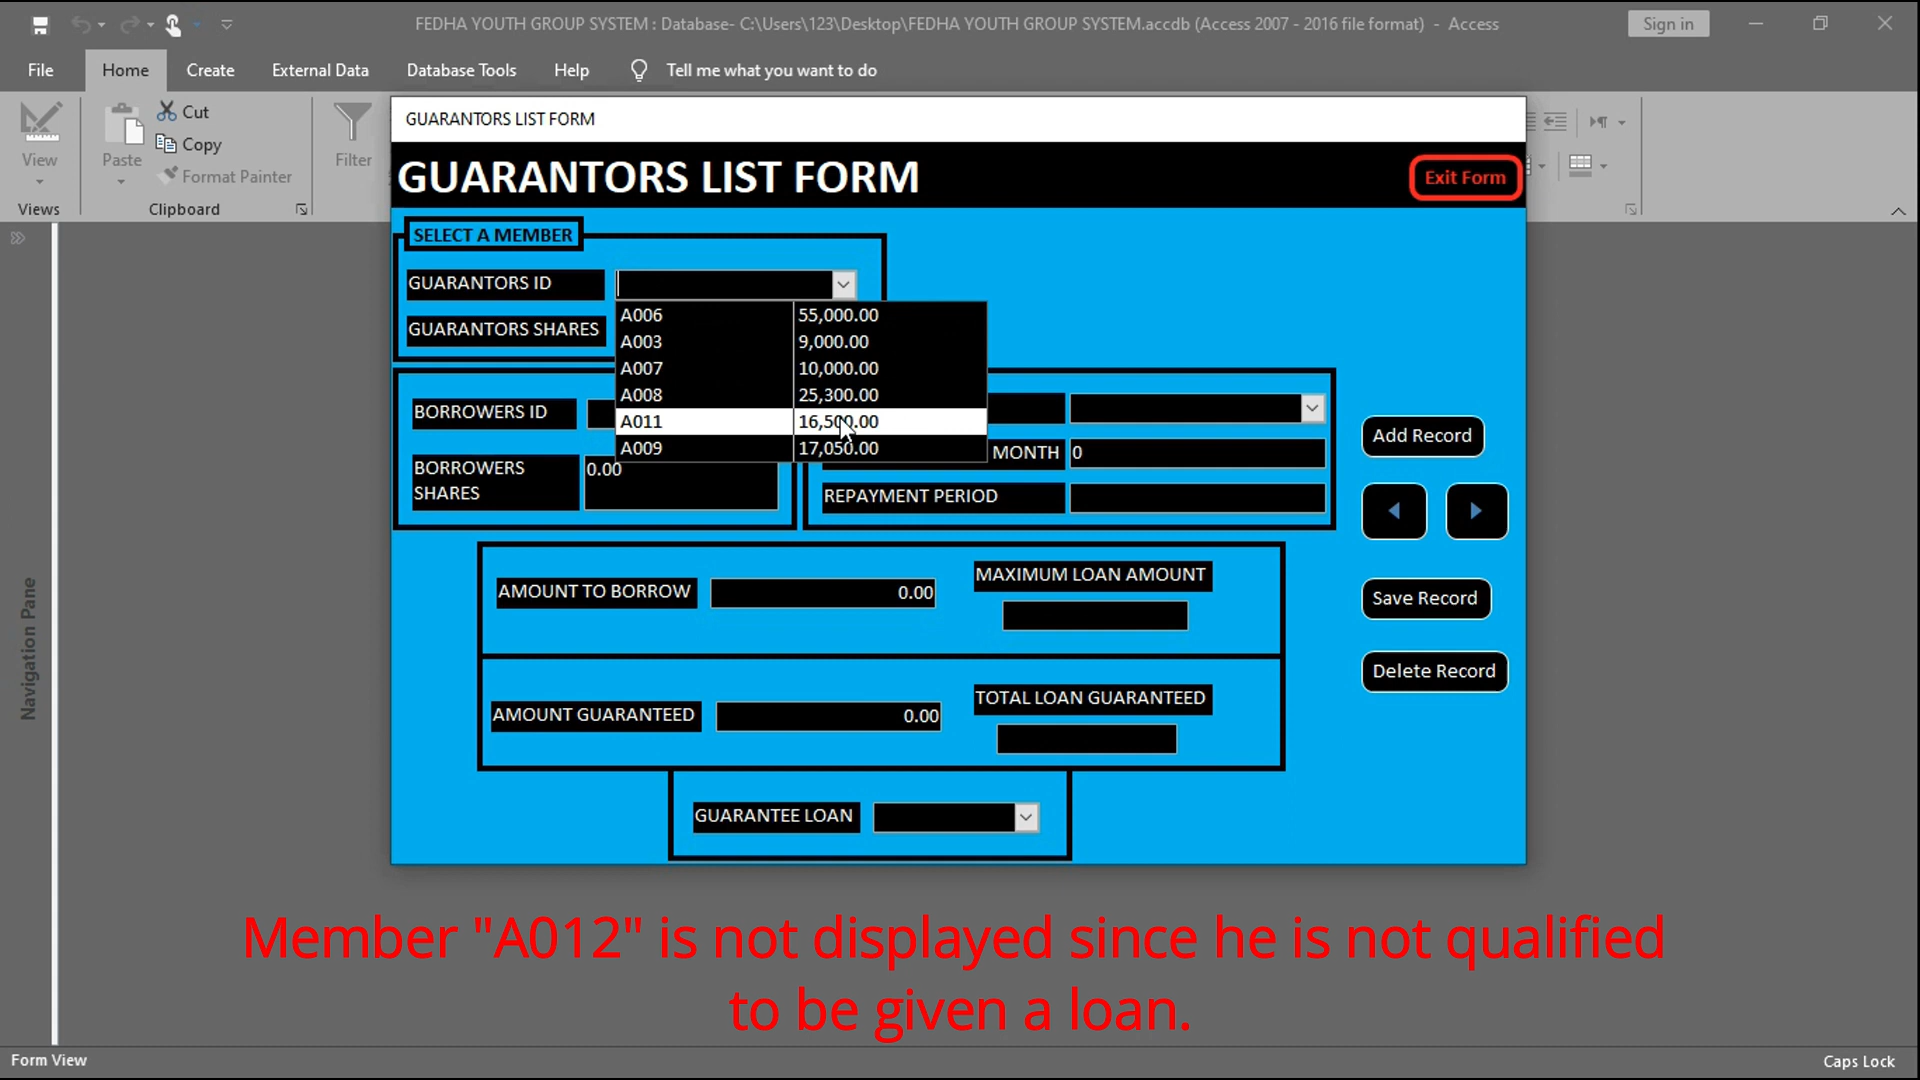 FEDHA YOUTH GROUP SYSTEM : Database- C:\Users\123\Desktop\FEDHA YOUTH GROUP SYSTEM.accdb (Access 2007 - 2016 file format) - Access
Sign in
File Home Create External Data Database Tools Help Tell me what you want to do
View
Views
Paste
Cut
Copy
Format Painter
Clipboard
Filter
GUARANTORS LIST FORM
GUARANTORS LIST FORM
Exit Form
SELECT A MEMBER
GUARANTORS ID
GUARANTORS SHARES
A006 55,000.00
A003 9,000.00
A007 10,000.00
A008 25,300.00
A011 16,500.00
A009 17,050.00
BORROWERS ID
BORROWERS
SHARES
0.00
MONTH 0
REPAYMENT PERIOD
Add Record
Save Record
Delete Record
AMOUNT TO BORROW 0.00
MAXIMUM LOAN AMOUNT
AMOUNT GUARANTEED 0.00
TOTAL LOAN GUARANTEED
GUARANTEE LOAN
Navigation Pane
Member "A012" is not displayed since he is not qualified
to be given a loan.
Form View
Caps Lock